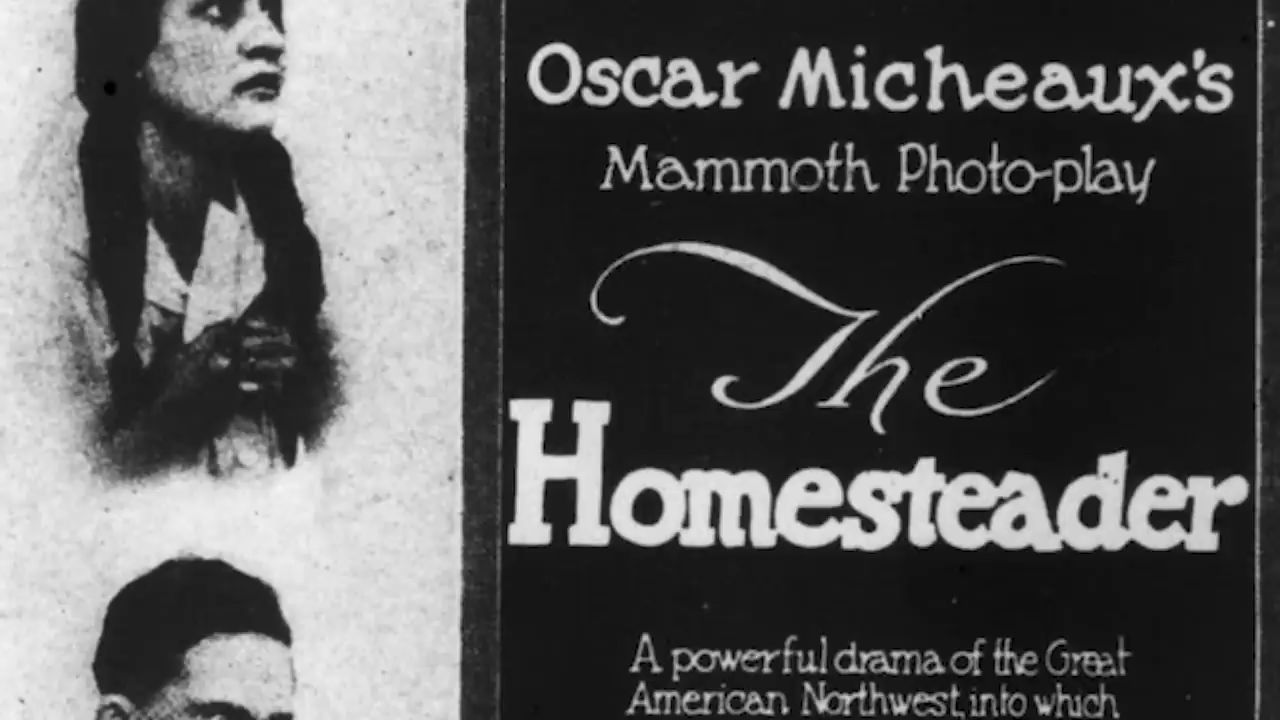 Oscar Micheaux's
Mammoth Photo-play
The
Homesteader
A powerful drama of the Great
American Northwest, into which